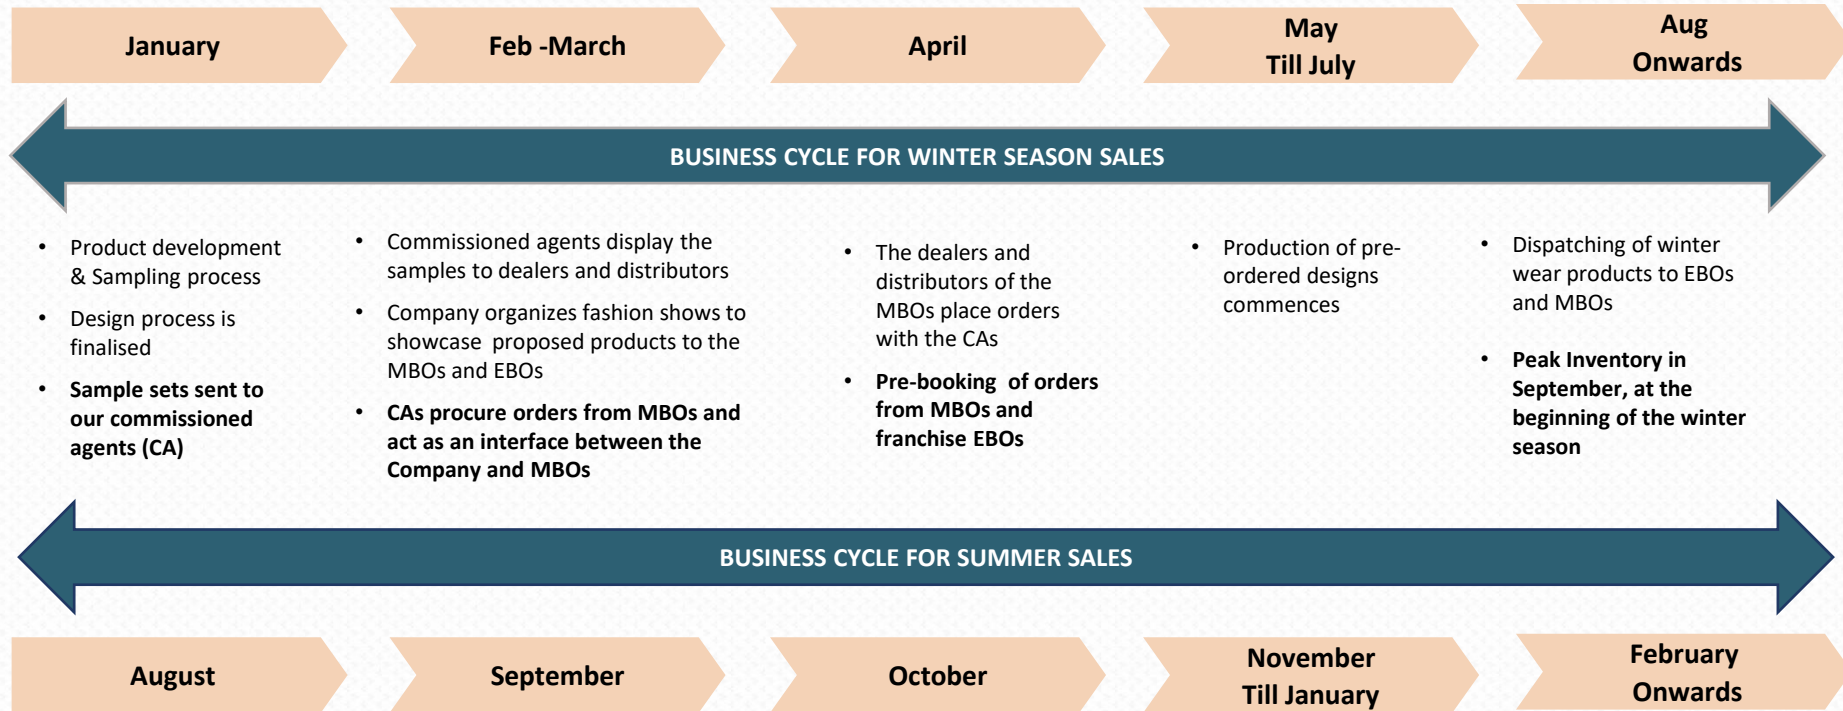 January
Feb -March
April
May
Till July
Aug
Onwards
BUSINESS CYCLE FOR WINTER SEASON SALES
• Product development
& Sampling process
• Design process is
finalised
• Sample sets sent to
our commissioned
agents (CA)
• Commissioned agents display the
samples to dealers and distributors
• Company organizes fashion shows to
showcase proposed products to the
MBOs and EBOs
• CAs procure orders from MBOs and
act as an interface between the
Company and MBOs
• The dealers and
distributors of the
MBOs place orders
with the CAs
• Pre-booking of orders
from MBOs and
franchise EBOs
• Production of pre-
ordered designs
commences
• Dispatching of winter
wear products to EBOs
and MBOs
• Peak Inventory in
September, at the
beginning of the winter
season
BUSINESS CYCLE FOR SUMMER SALES
August
September
October
November
Till January
February
Onwards